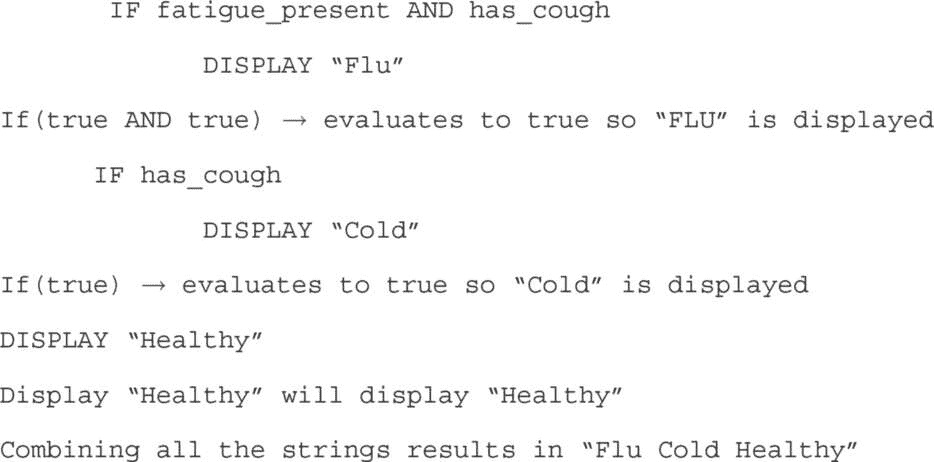 IF fatigue_present AND has_cough
DISPLAY “Flu”
If(true AND true) → evaluates to true so “FLU” is displayed
IF has_cough
DISPLAY “Cold”
If(true) → evaluates to true so “Cold” is displayed
DISPLAY “Healthy”
Display “Healthy” will display “Healthy”
Combining all the strings results in “Flu Cold Healthy”